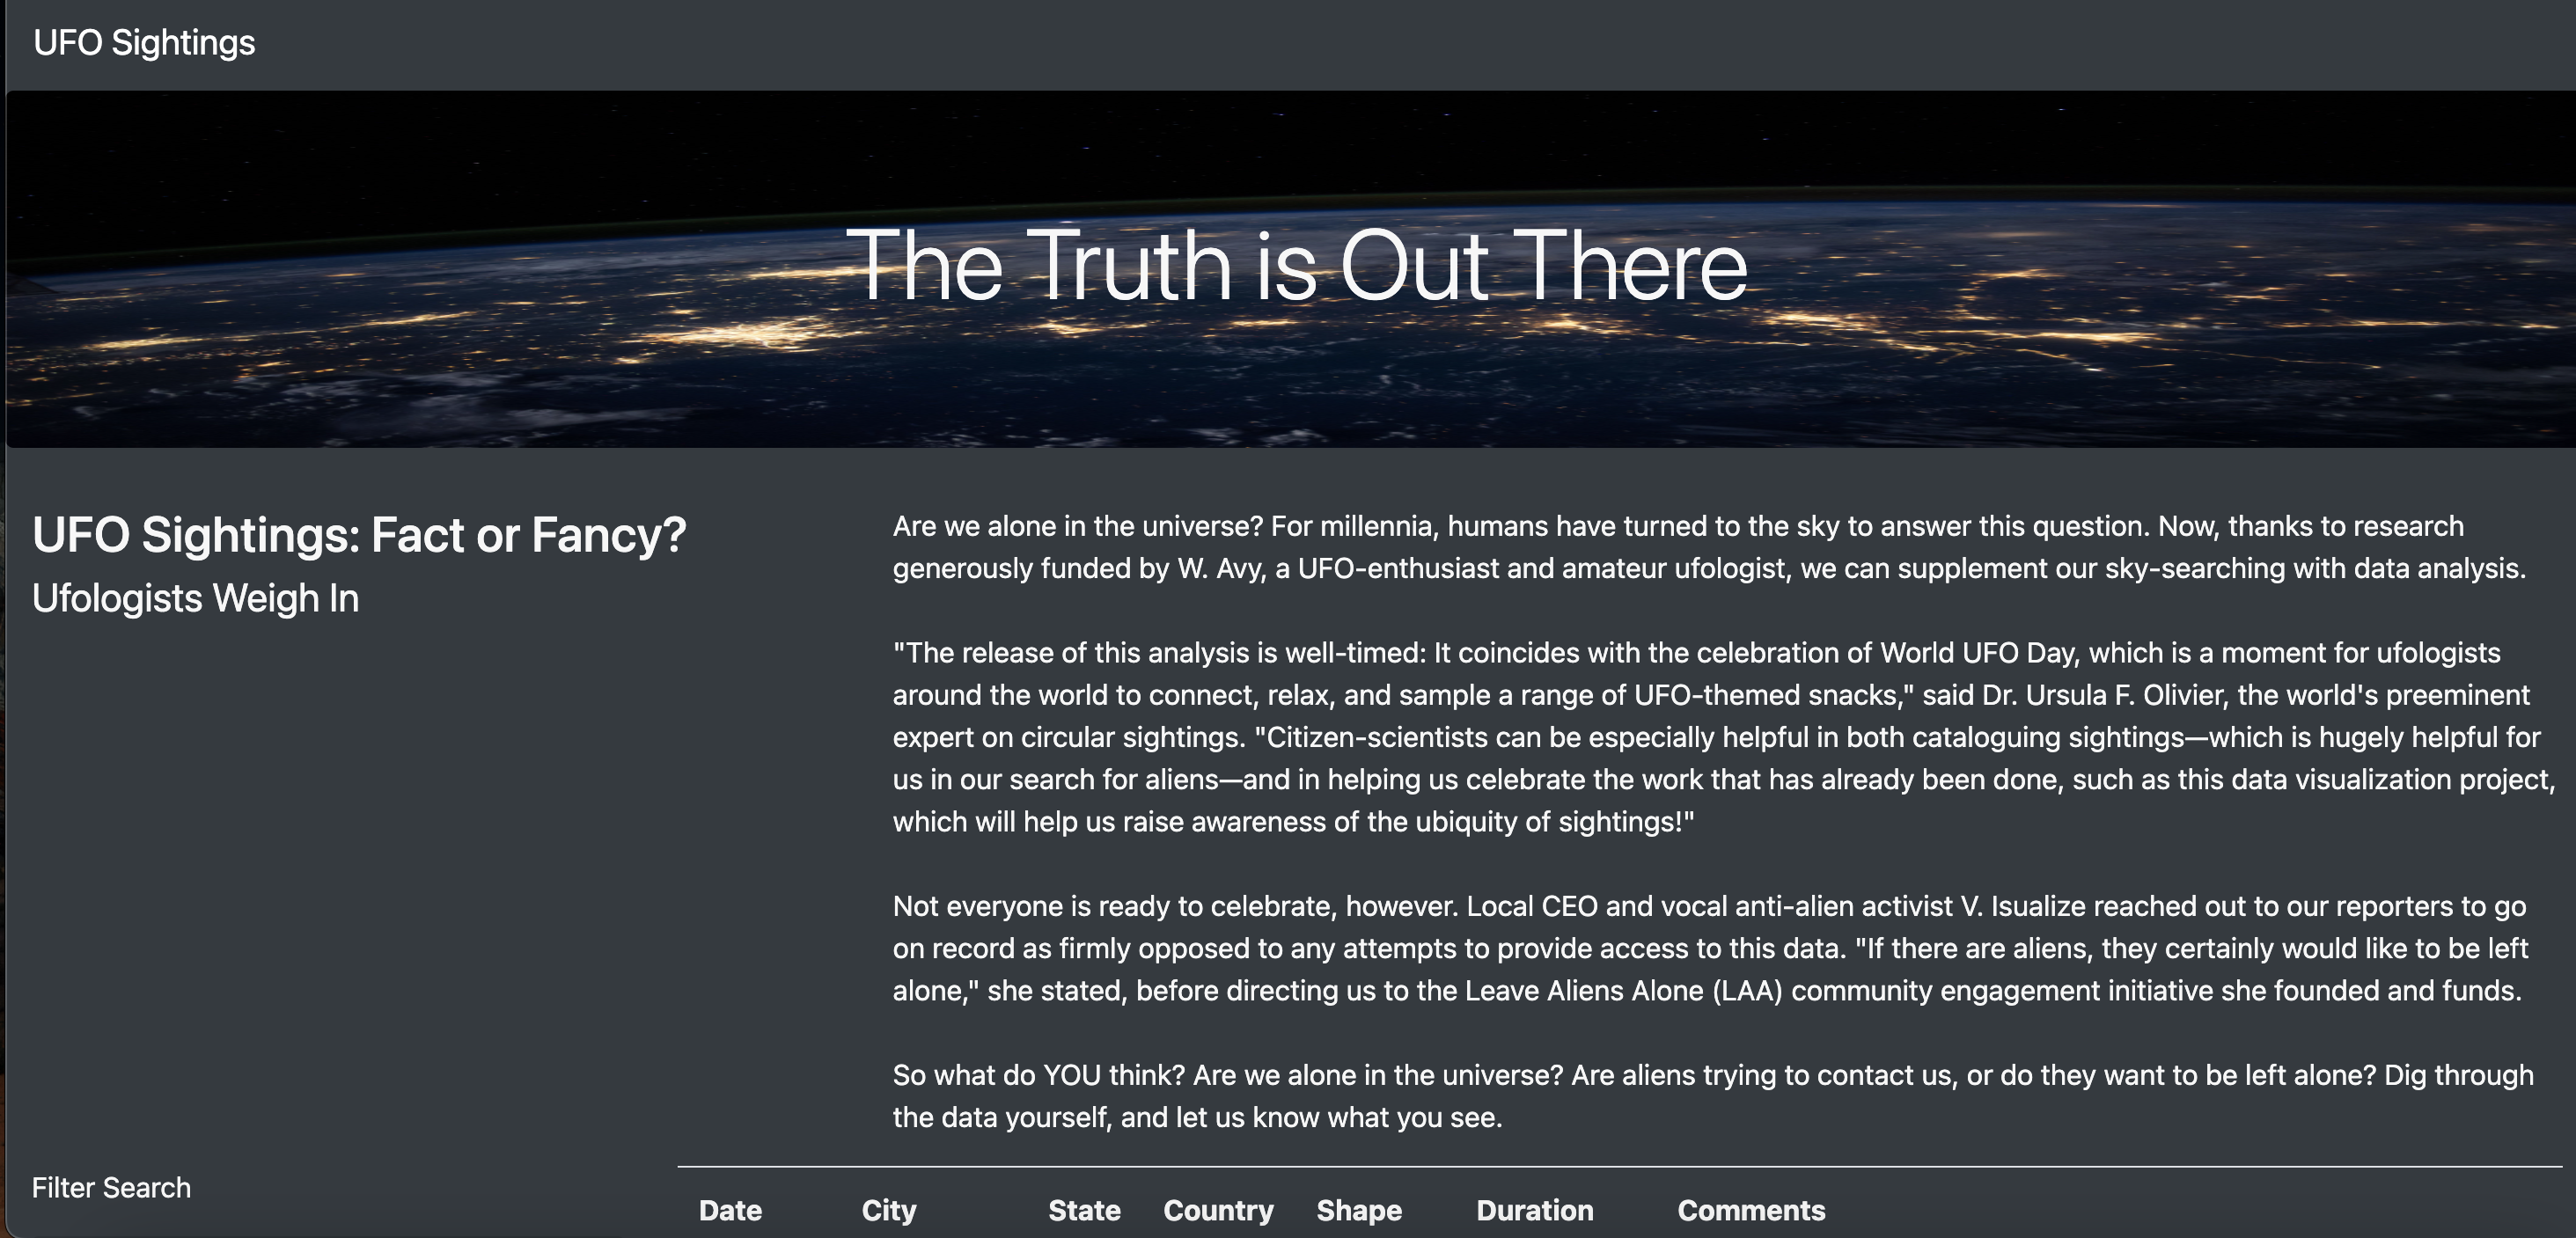 UFO Sightings
The Truth is Out There
UFO Sightings: Fact or Fancy?
Ufologists Weigh In
Are we alone in the universe? For millennia, humans have turned to the sky to answer this question. Now, thanks to research
generously funded by W. Avy, a UFO-enthusiast and amateur ufologist, we can supplement our sky-searching with data analysis.
"The release of this analysis is well-timed: It coincides with the celebration of World UFO Day, which is a moment for ufologists
around the world to connect, relax, and sample a range of UFO-themed snacks," said Dr. Ursula F. Olivier, the world's preeminent
expert on circular sightings. "Citizen-scientists can be especially helpful in both cataloguing sightings—which is hugely helpful for
us in our search for aliens—and in helping us celebrate the work that has already been done, such as this data visualization project,
which will help us raise awareness of the ubiquity of sightings!"
Not everyone is ready to celebrate, however. Local CEO and vocal anti-alien activist V. Isualize reached out to our reporters to go
on record as firmly opposed to any attempts to provide access to this data. "If there are aliens, they certainly would like to be left
alone," she stated, before directing us to the Leave Aliens Alone (LAA) community engagement initiative she founded and funds.
So what do YOU think? Are we alone in the universe? Are aliens trying to contact us, or do they want to be left alone? Dig through
the data yourself, and let us know what you see.
Filter Search
Date City State Country Shape Duration Comments